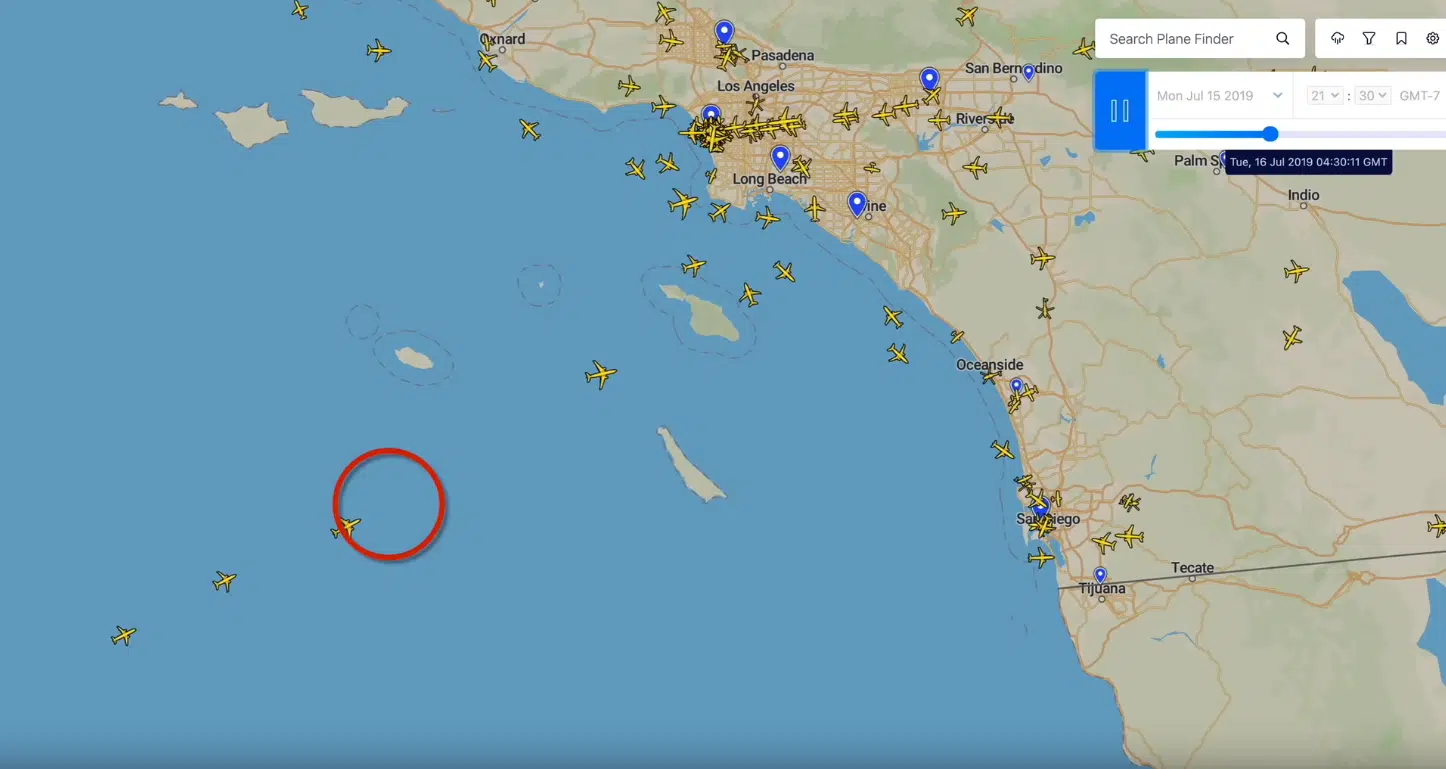 Oxnard
Pasadena
Los Angeles
San Bernardino
Riverside
Long Beach
Palm S
Indio
ine
Oceanside
San Diego
Tecate
Tijuana
Search Plane Finder
Mon Jul 15 2019
21 : 30 GMT-7
Tue, 16 Jul 2019 04:30:11 GMT